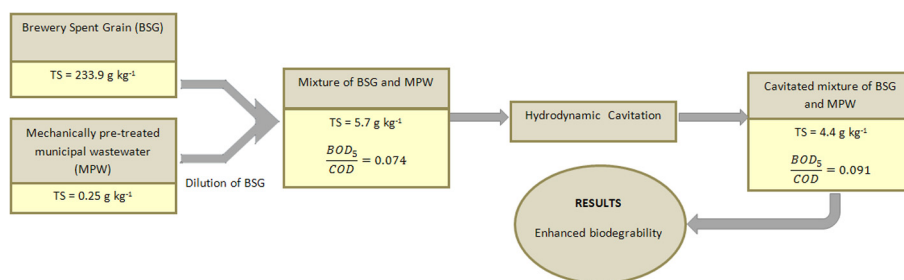 Brewery Spent Grain (BSG)
TS = 233.9 g kg⁻¹
Mechanically pre-treated
municipal wastewater
(MPW)
TS = 0.25 g kg⁻¹
Dilution of BSG
Mixture of BSG and MPW
TS = 5.7 g kg⁻¹
BOD₅/COD = 0.074
Hydrodynamic Cavitation
Cavitated mixture of BSG
and MPW
TS = 4.4 g kg⁻¹
BOD₅/COD = 0.091
RESULTS
Enhanced biodegrability